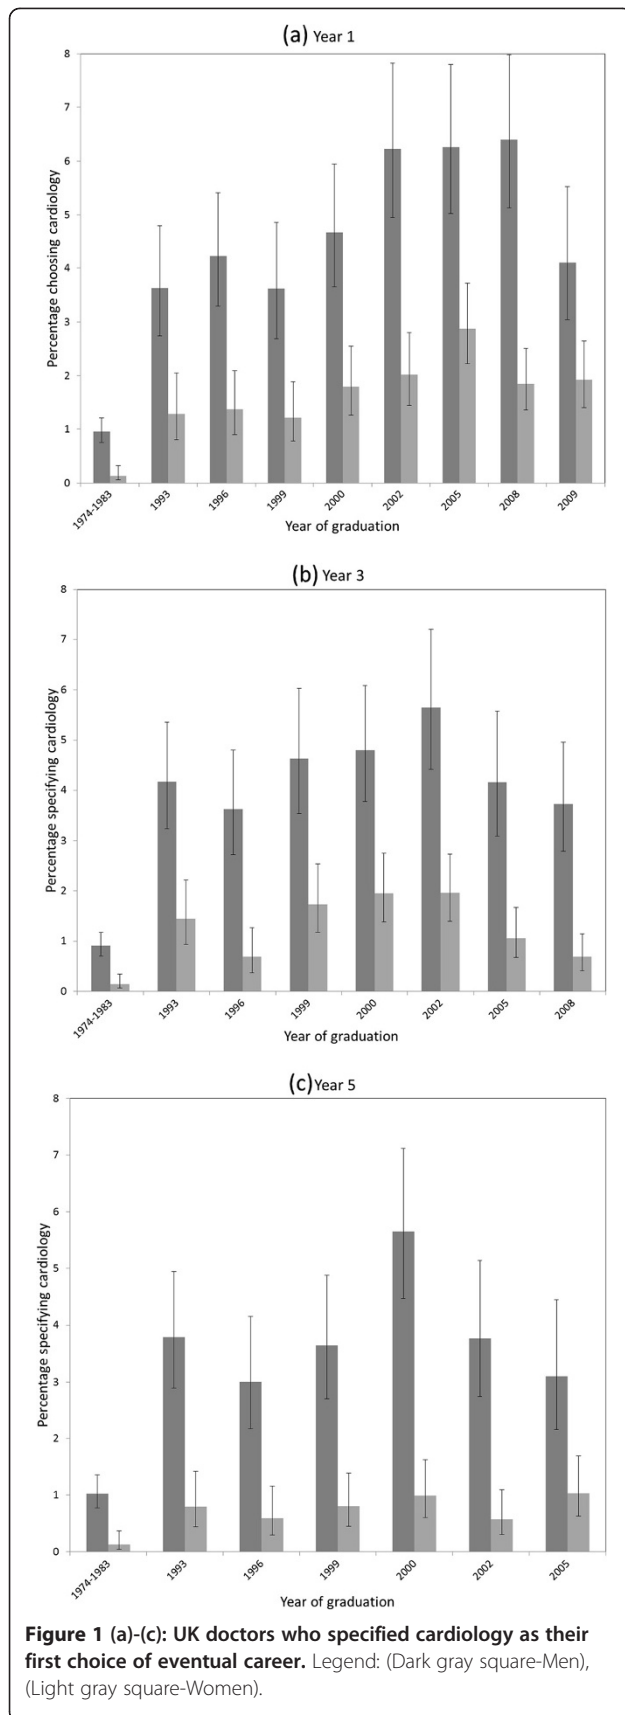 (a) Year 1
8
7
6
5
4
3
2
1
0
Percentage choosing cardiology
1974-1983 1993 1996 1999 2000 2002 2005 2008 2009
Year of graduation
(b) Year 3
8
7
6
5
4
3
2
1
0
Percentage specifying cardiology
1974-1983 1993 1996 1999 2000 2002 2005 2008
Year of graduation
(c) Year 5
8
7
6
5
4
3
2
1
0
Percentage specifying cardiology
1974-1983 1993 1996 1999 2000 2002 2005
Year of graduation
Figure 1 (a)-(c): UK doctors who specified cardiology as their
first choice of eventual career. Legend: (Dark gray square-Men),
(Light gray square-Women).